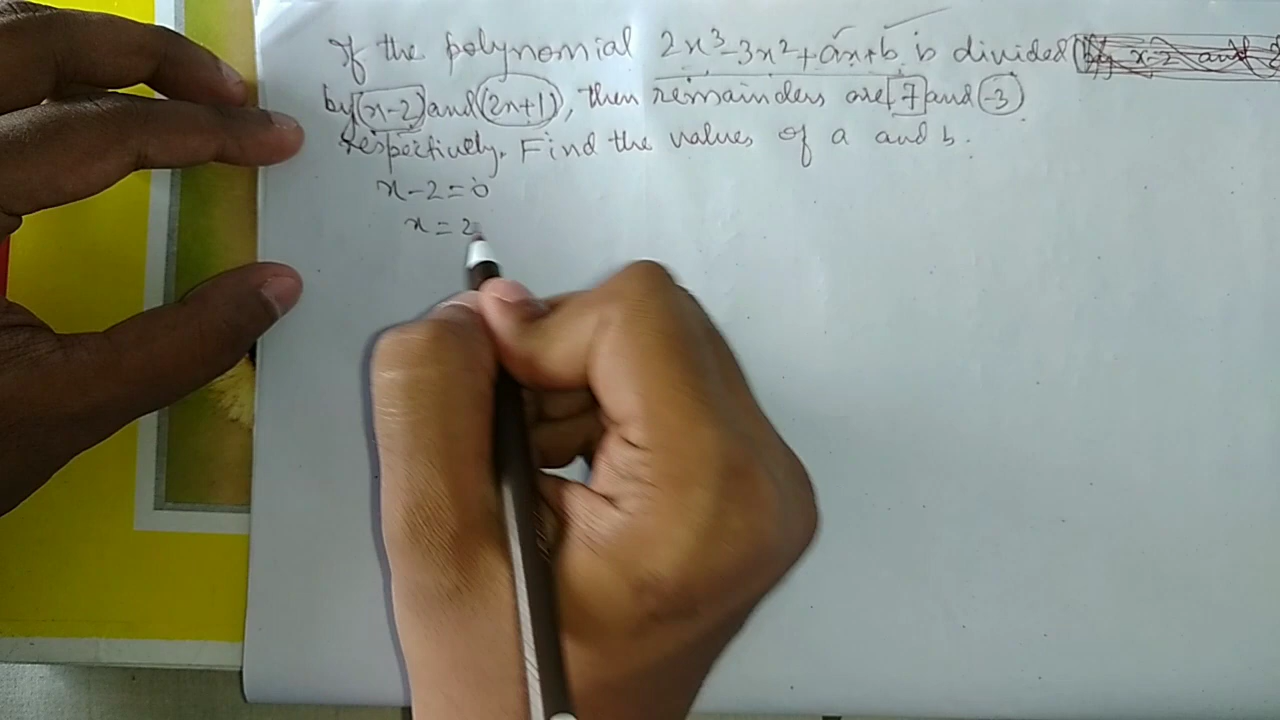 If the polynomial 2x³-3x²+ax+b is divided
by (x-2) and (2x+1), then remainders are 7 and -3
respectively. Find the values of a and b.
x-2=0
x=2